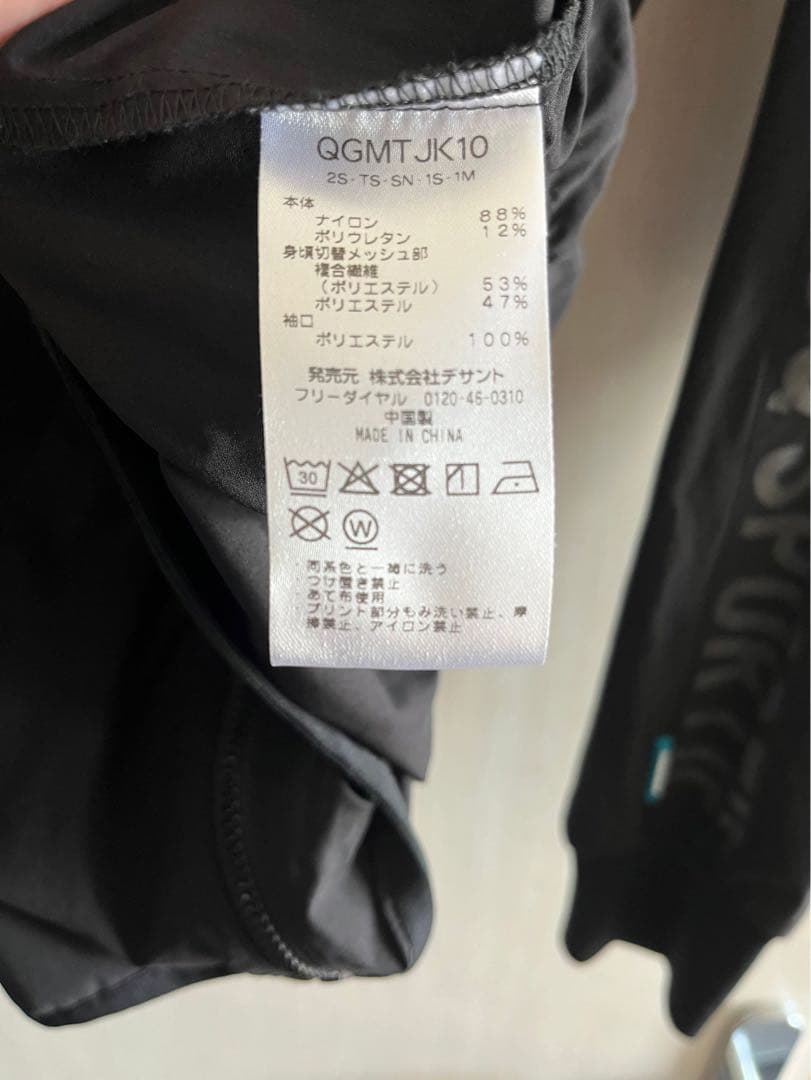 QGMTJK10
2S-TS-SN-1S-1M
本体
ナイロン 88%
ポリウレタン 12%
身頃切替メッシュ部
複合繊維
(ポリエステル) 53%
ポリエステル 47%
袖口
ポリエステル 100%
発売元 株式会社デサント
フリーダイヤル 0120-46-0310
中国製
MADE IN CHINA
30
W
・同系色と一緒に洗う
・つけ置き禁止
・あて布使用
・プリント部分もみ洗い禁止、摩
擦禁止、アイロン禁止